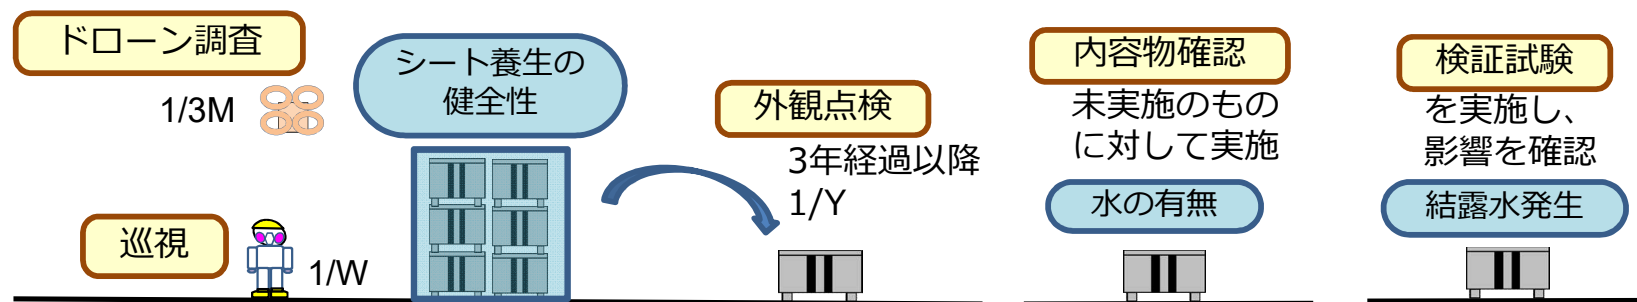 ドローン調査
1/3M
巡視
1/W
シート養生の
健全性
外観点検
3年経過以降
1/Y
内容物確認
未実施のもの
に対して実施
水の有無
検証試験
を実施し、
影響を確認
結露水発生